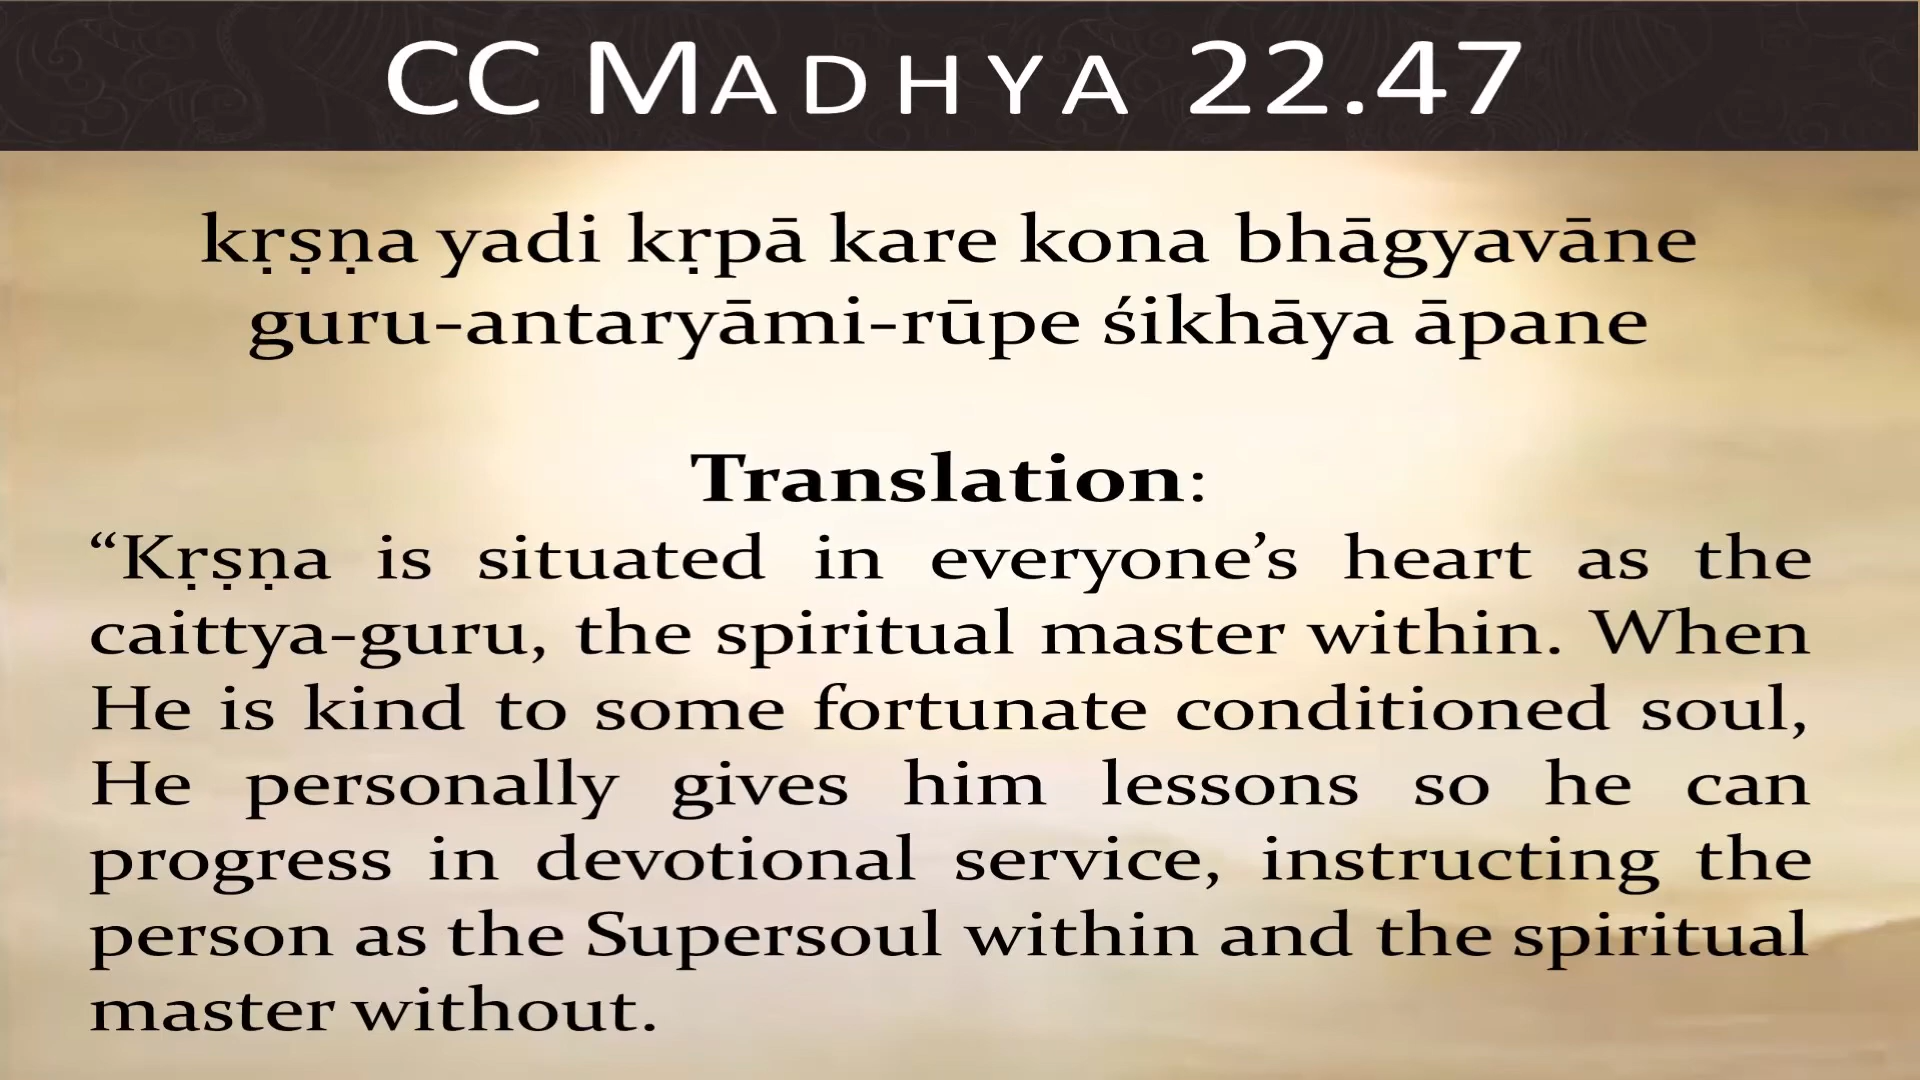 CC MADHYA 22.47
kṛṣṇa yadi kṛpā kare kona bhāgyavāne
guru-antaryāmi-rūpe śikhāya āpane
Translation:
“Kṛṣṇa is situated in everyone’s heart as the
caittya-guru, the spiritual master within. When
He is kind to some fortunate conditioned soul,
He personally gives him lessons so he can
progress in devotional service, instructing the
person as the Supersoul within and the spiritual
master without.